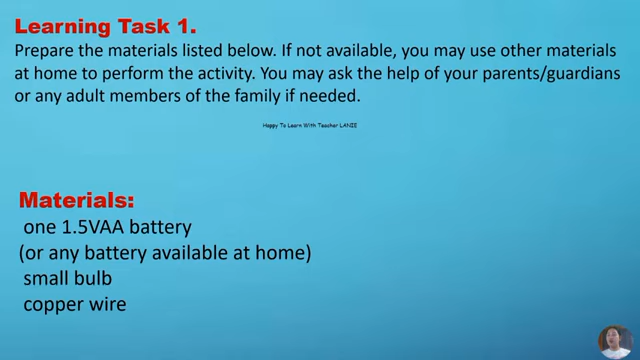 Learning Task 1.
Prepare the materials listed below. If not available, you may use other materials
at home to perform the activity. You may ask the help of your parents/guardians
or any adult members of the family if needed.
Happy To Learn With Teacher LANIE
Materials:
one 1.5VAA battery
(or any battery available at home)
small bulb
copper wire